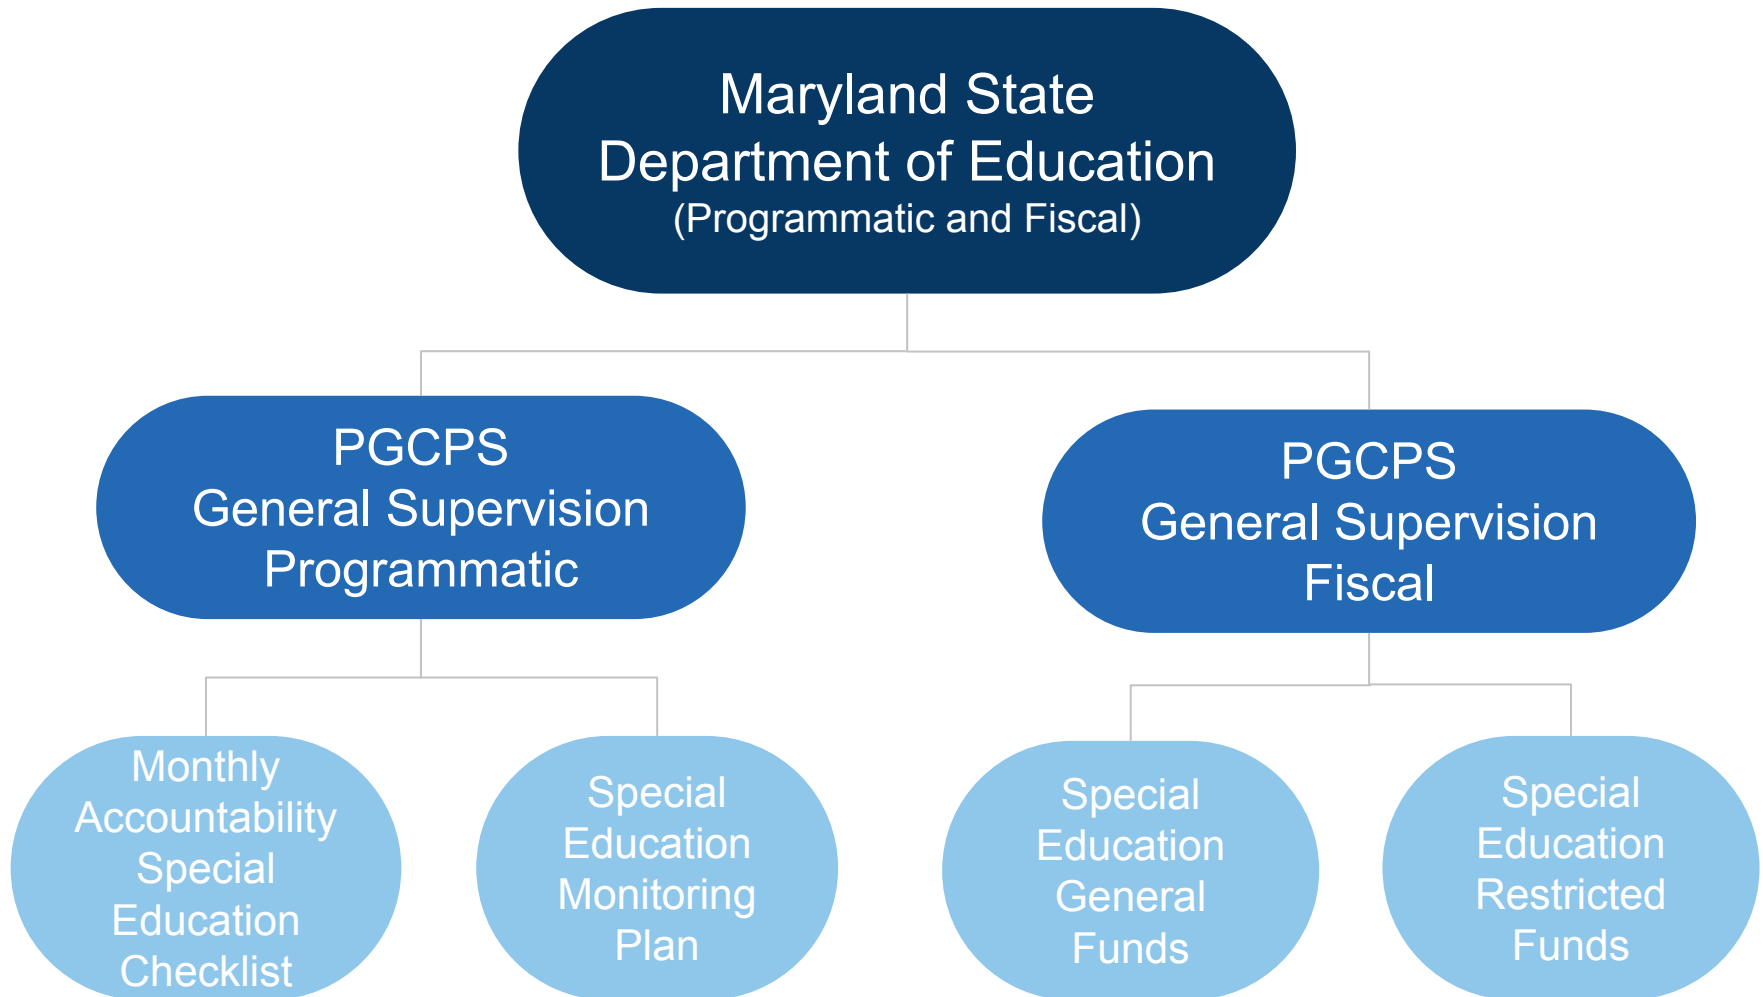 Maryland State
Department of Education
(Programmatic and Fiscal)
PGCPS
General Supervision
Programmatic
PGCPS
General Supervision
Fiscal
Monthly
Accountability
Special
Education
Checklist
Special
Education
Monitoring
Plan
Special
Education
General
Funds
Special
Education
Restricted
Funds